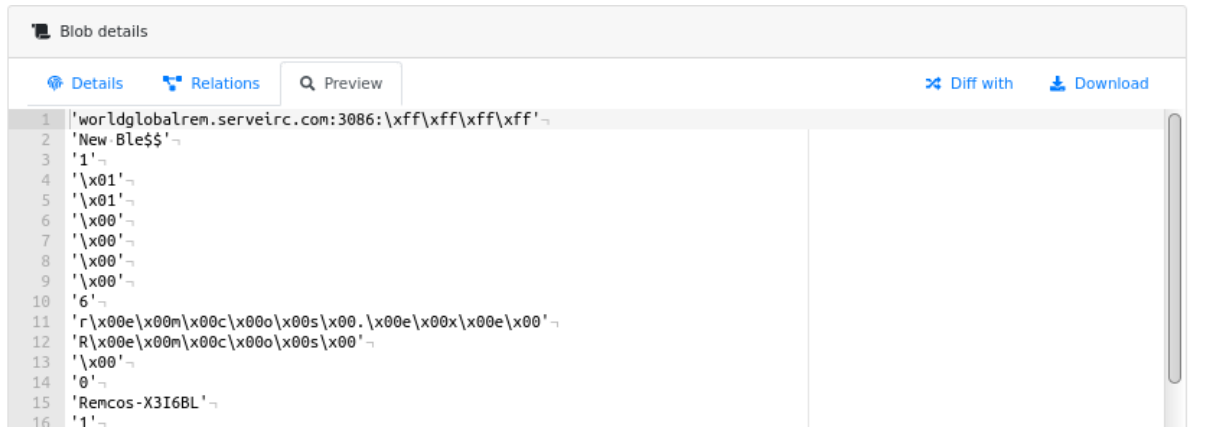 Blob details
Details Relations Preview Diff with Download
1 'worldglobalrem.serveirc.com:3086:\xff\xff\xff\xff'¬
2 'New·Ble$$'¬
3 '1'¬
4 '\x01'¬
5 '\x01'¬
6 '\x00'¬
7 '\x00'¬
8 '\x00'¬
9 '\x00'¬
10 '6'¬
11 'r\x00e\x00m\x00c\x00o\x00s\x00.\x00e\x00x\x00e\x00'¬
12 'R\x00e\x00m\x00c\x00o\x00s\x00'¬
13 '\x00'¬
14 '0'¬
15 'Remcos-X3I6BL'¬
16 '1'¬